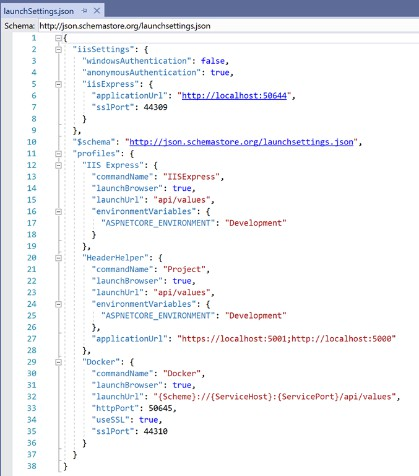 launchSettings.json
Schema: http://json.schemastore.org/launchsettings.json
1 {
2 "iisSettings": {
3 "windowsAuthentication": false,
4 "anonymousAuthentication": true,
5 "iisExpress": {
6 "applicationUrl": "http://localhost:50644",
7 "sslPort": 44309
8 }
9 },
10 "$schema": "http://json.schemastore.org/launchsettings.json",
11 "profiles": {
12 "IIS Express": {
13 "commandName": "IISExpress",
14 "launchBrowser": true,
15 "launchUrl": "api/values",
16 "environmentVariables": {
17 "ASPNETCORE_ENVIRONMENT": "Development"
18 }
19 },
20 "HeaderHelper": {
21 "commandName": "Project",
22 "launchBrowser": true,
23 "launchUrl": "api/values",
24 "environmentVariables": {
25 "ASPNETCORE_ENVIRONMENT": "Development"
26 },
27 "applicationUrl": "https://localhost:5001;http://localhost:5000"
28 },
29 "Docker": {
30 "commandName": "Docker",
31 "launchBrowser": true,
32 "launchUrl": "{Scheme}://{ServiceHost}:{ServicePort}/api/values",
33 "httpPort": 50645,
34 "useSSL": true,
35 "sslPort": 44310
36 }
37 }
38 }